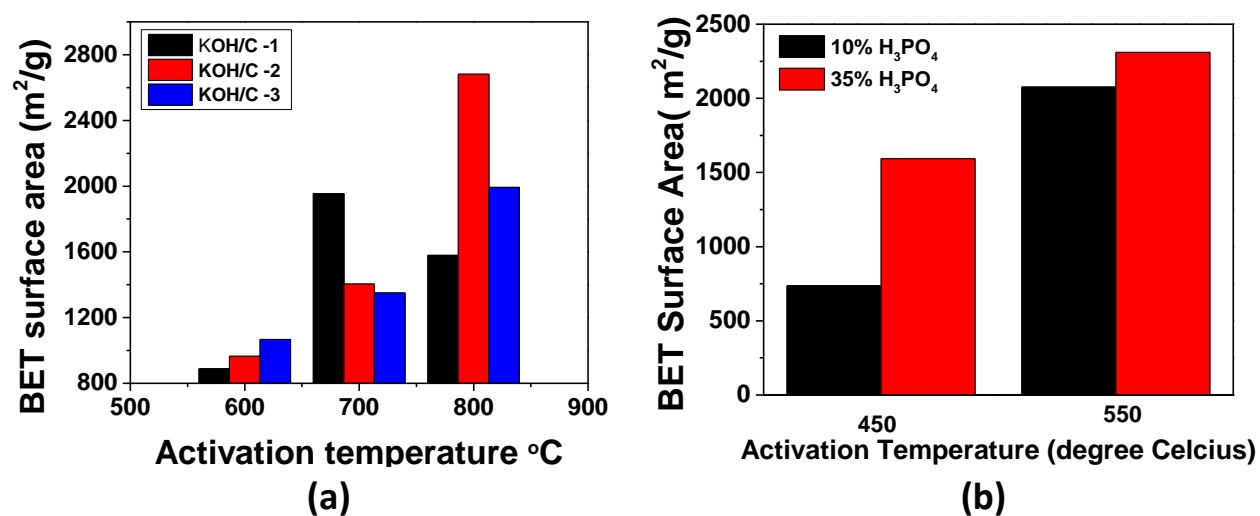 BET surface area (m²/g)
2800
2400
2000
1600
1200
800
KOH/C -1
KOH/C -2
KOH/C -3
500 600 700 800 900
Activation temperature °C
(a)
BET Surface Area( m²/g)
2500
2000
1500
1000
500
0
10% H₃PO₄
35% H₃PO₄
450 550
Activation Temperature (degree Celcius)
(b)